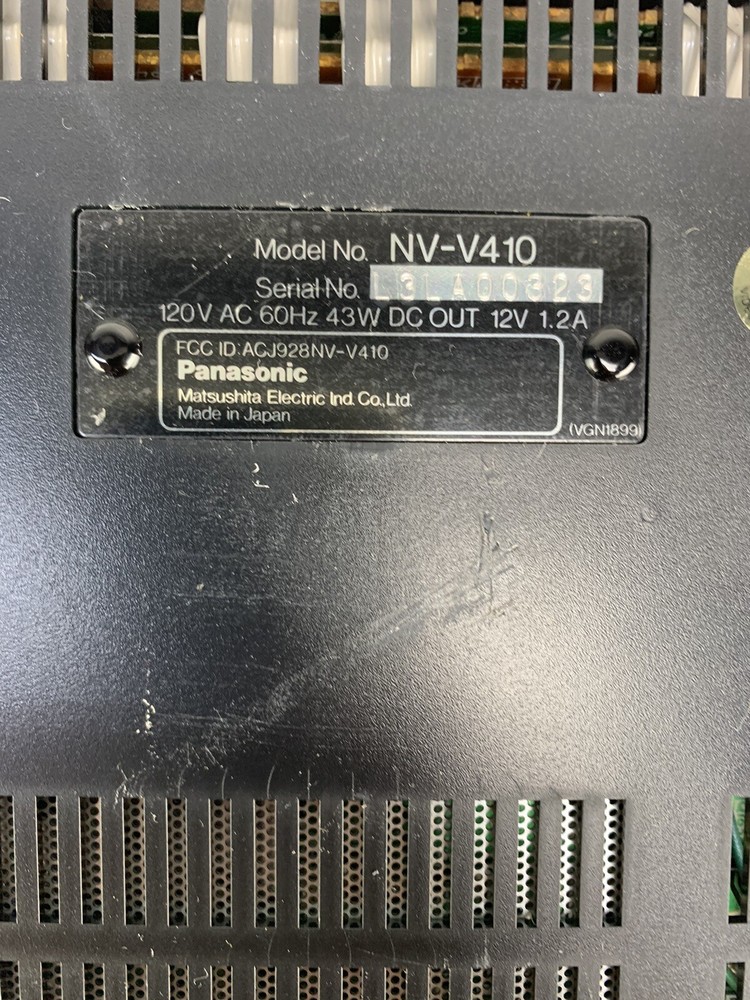 Model No. NV-V410
Serial No. L3LA00323
120V AC 60Hz 43W DC OUT 12V 1.2A
FCC ID: ACJ928NV-V410
Panasonic
Matsushita Electric Ind. Co., Ltd.
Made in Japan
(VGN1899)